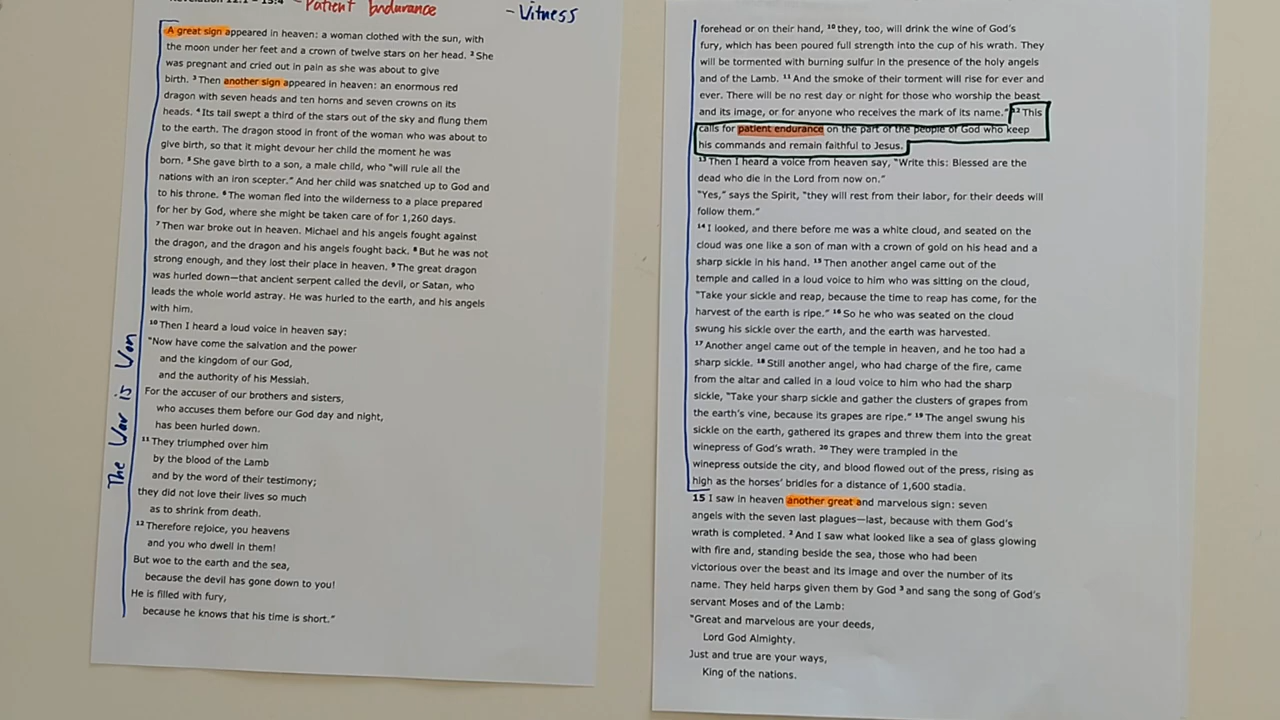 - Patient Endurance
- Witness
A great sign appeared in heaven: a woman clothed with the sun, with
the moon under her feet and a crown of twelve stars on her head. 2 She
was pregnant and cried out in pain as she was about to give
birth. 3 Then another sign appeared in heaven: an enormous red
dragon with seven heads and ten horns and seven crowns on its
heads. 4 Its tail swept a third of the stars out of the sky and flung them
to the earth. The dragon stood in front of the woman who was about to
give birth, so that it might devour her child the moment he was
born. 5 She gave birth to a son, a male child, who “will rule all the
nations with an iron scepter.” And her child was snatched up to God and
to his throne. 6 The woman fled into the wilderness to a place prepared
for her by God, where she might be taken care of for 1,260 days.
7 Then war broke out in heaven. Michael and his angels fought against
the dragon, and the dragon and his angels fought back. 8 But he was not
strong enough, and they lost their place in heaven. 9 The great dragon
was hurled down—that ancient serpent called the devil, or Satan, who
leads the whole world astray. He was hurled to the earth, and his angels
with him.
10 Then I heard a loud voice in heaven say:
“Now have come the salvation and the power
and the kingdom of our God,
and the authority of his Messiah.
For the accuser of our brothers and sisters,
who accuses them before our God day and night,
has been hurled down.
11 They triumphed over him
by the blood of the Lamb
and by the word of their testimony;
they did not love their lives so much
as to shrink from death.
12 Therefore rejoice, you heavens
and you who dwell in them!
But woe to the earth and the sea,
because the devil has gone down to you!
He is filled with fury,
because he knows that his time is short.”
The War is Won
forehead or on their hand, 10 they, too, will drink the wine of God’s
fury, which has been poured full strength into the cup of his wrath. They
will be tormented with burning sulfur in the presence of the holy angels
and of the Lamb. 11 And the smoke of their torment will rise for ever and
ever. There will be no rest day or night for those who worship the beast
and its image, or for anyone who receives the mark of its name.” 12 This
calls for patient endurance on the part of the people of God who keep
his commands and remain faithful to Jesus.
13 Then I heard a voice from heaven say, “Write this: Blessed are the
dead who die in the Lord from now on.”
“Yes,” says the Spirit, “they will rest from their labor, for their deeds will
follow them.”
14 I looked, and there before me was a white cloud, and seated on the
cloud was one like a son of man with a crown of gold on his head and a
sharp sickle in his hand. 15 Then another angel came out of the
temple and called in a loud voice to him who was sitting on the cloud,
“Take your sickle and reap, because the time to reap has come, for the
harvest of the earth is ripe.” 16 So he who was seated on the cloud
swung his sickle over the earth, and the earth was harvested.
17 Another angel came out of the temple in heaven, and he too had a
sharp sickle. 18 Still another angel, who had charge of the fire, came
from the altar and called in a loud voice to him who had the sharp
sickle, “Take your sharp sickle and gather the clusters of grapes from
the earth’s vine, because its grapes are ripe.” 19 The angel swung his
sickle on the earth, gathered its grapes and threw them into the great
winepress of God’s wrath. 20 They were trampled in the
winepress outside the city, and blood flowed out of the press, rising as
high as the horses’ bridles for a distance of 1,600 stadia.
15 I saw in heaven another great and marvelous sign: seven
angels with the seven last plagues—last, because with them God’s
wrath is completed. 2 And I saw what looked like a sea of glass glowing
with fire and, standing beside the sea, those who had been
victorious over the beast and its image and over the number of its
name. They held harps given them by God 3 and sang the song of God’s
servant Moses and of the Lamb:
“Great and marvelous are your deeds,
Lord God Almighty.
Just and true are your ways,
King of the nations.